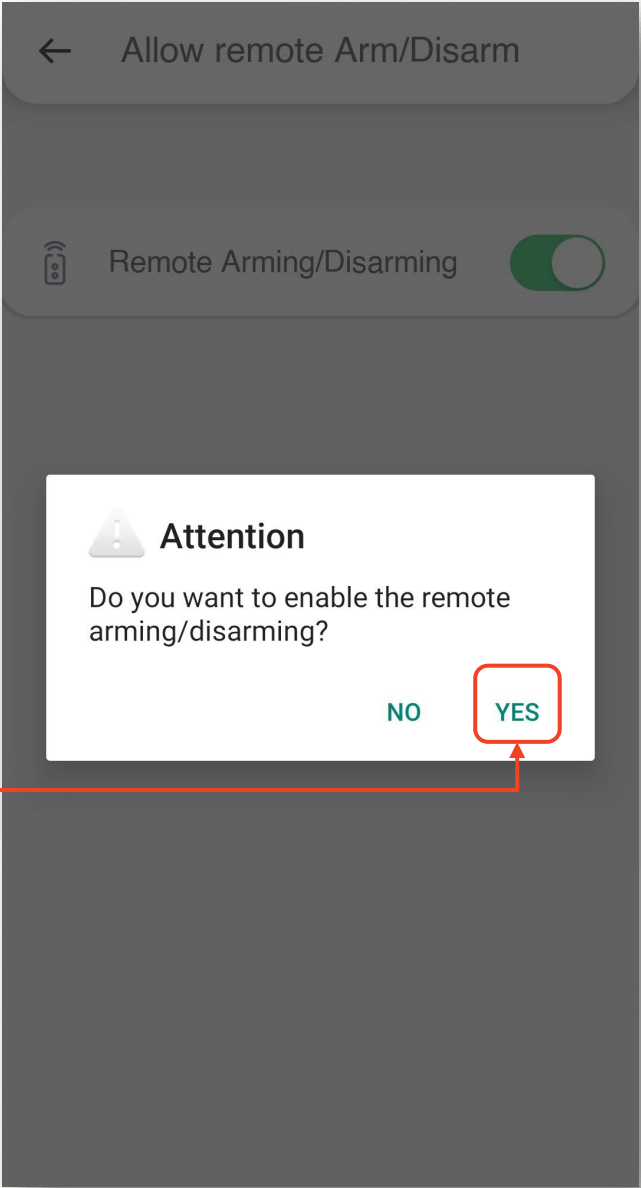 Allow remote Arm/Disarm
Remote Arming/Disarming
Attention
Do you want to enable the remote
arming/disarming?
NO YES